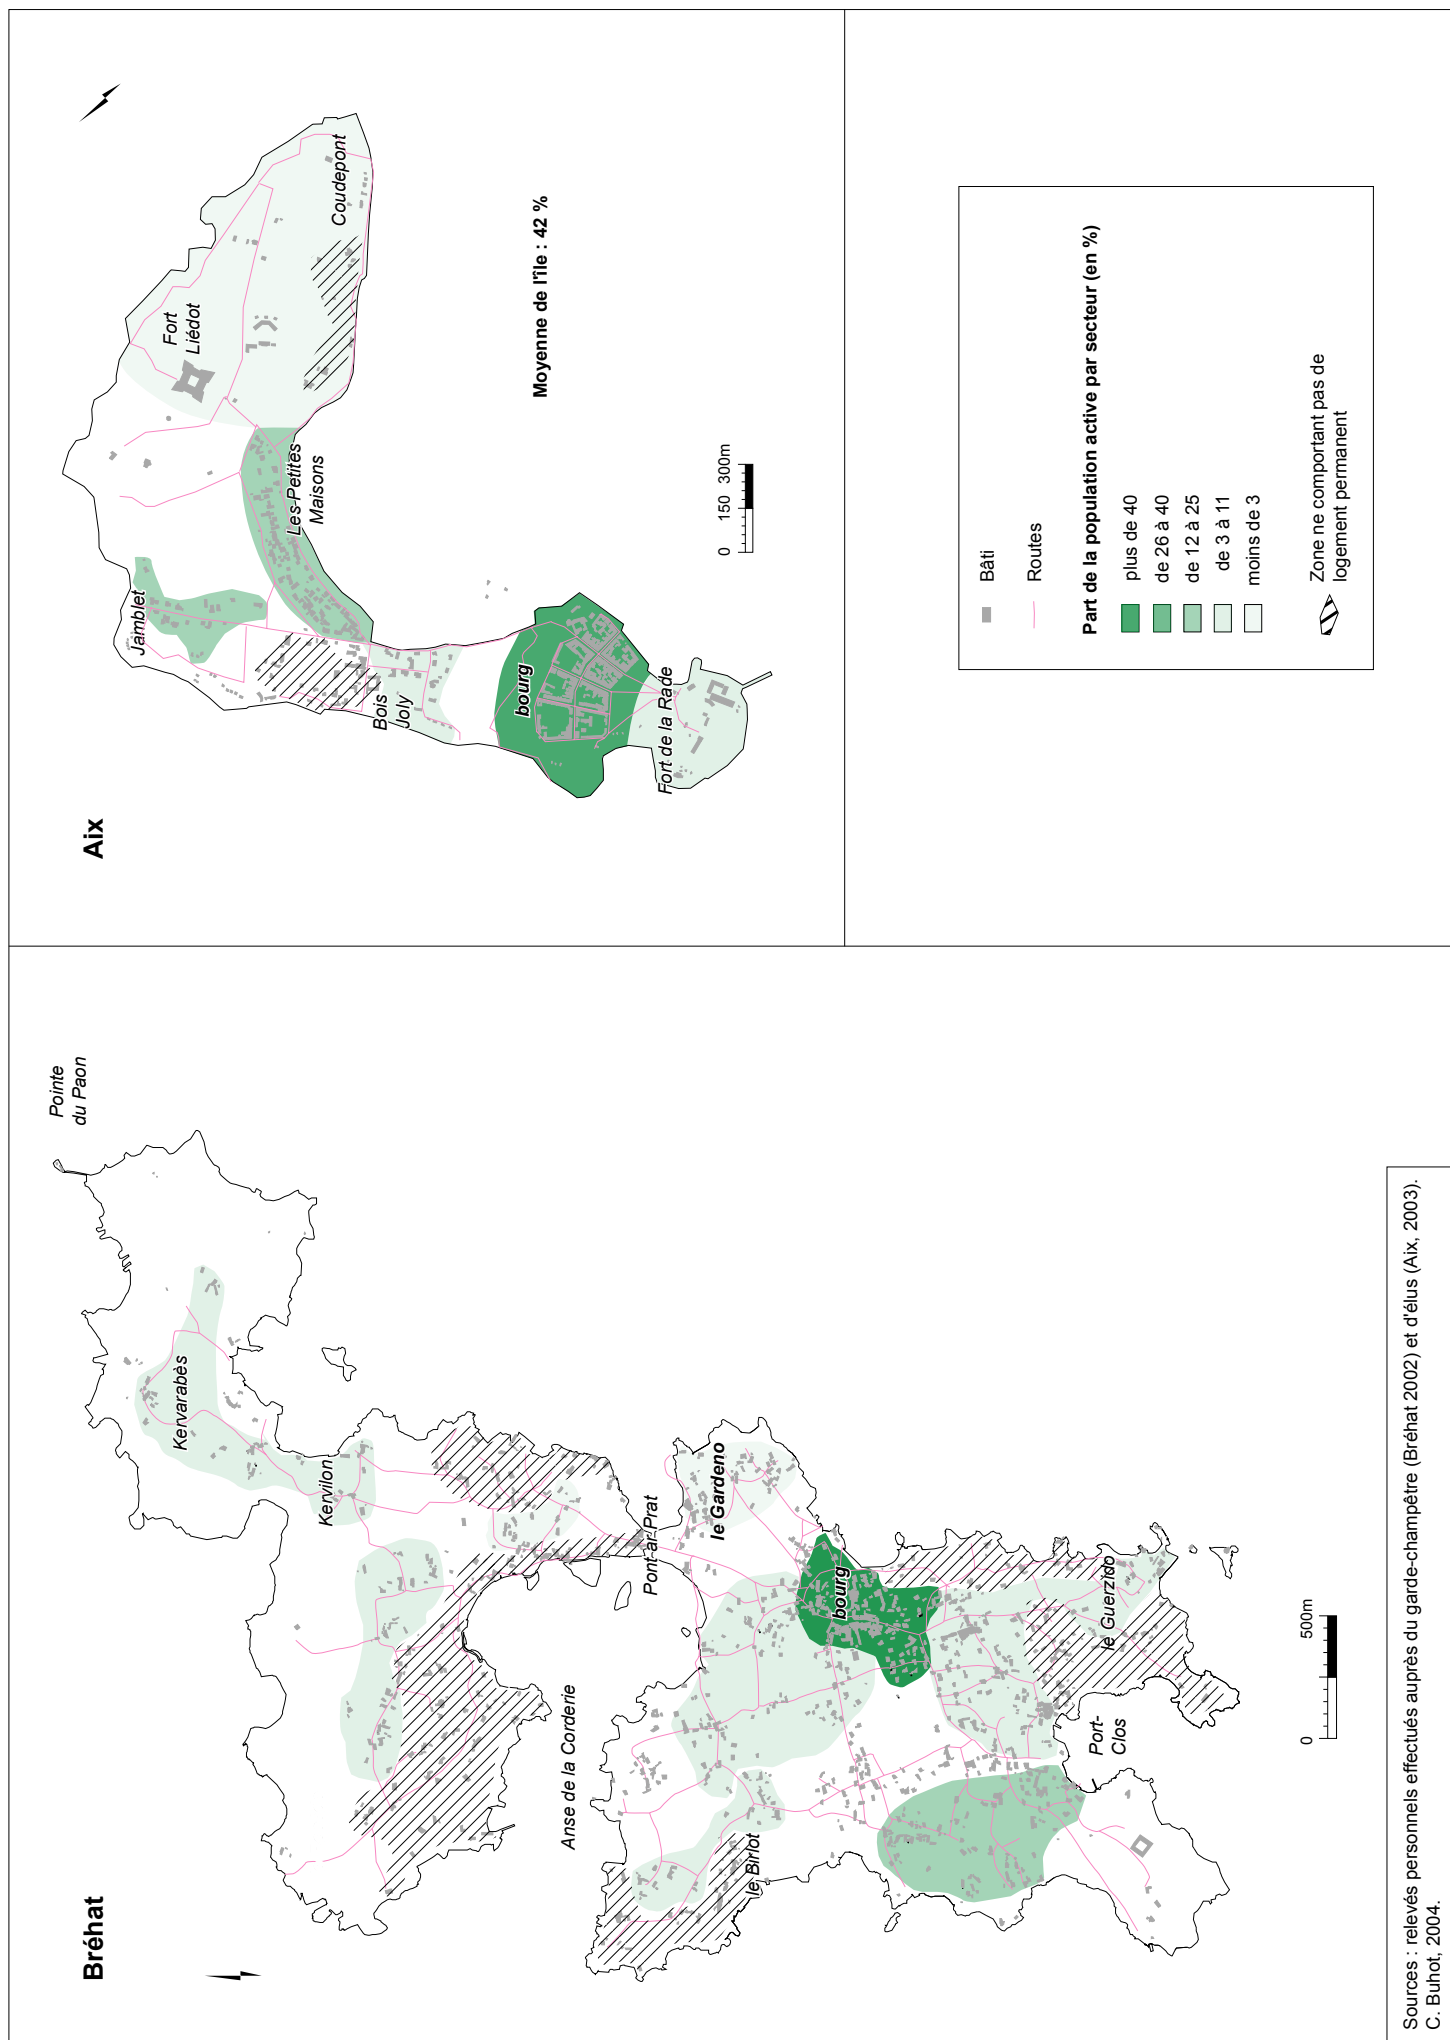 Bréhat
Pointe
du Paon
Kervarabès
Kervilon
Pont-ar-Prat
le Gardeno
Anse de la Corderie
le Birlot
bourg
le Guerzido
Port-
Clos
0
500m
Aix
Jamblet
Fort
Liédot
Coudepont
Les-Petites
Maisons
Bois
Joly
bourg
Fort de la Rade
Moyenne de l'île : 42 %
0
150
300m
Bâti
Routes
Part de la population active par secteur (en %)
plus de 40
de 26 à 40
de 12 à 25
de 3 à 11
moins de 3
Zone ne comportant pas de
logement permanent
Sources : relevés personnels effectués auprès du garde-champêtre (Bréhat 2002) et d'élus (Aix, 2003).
C. Buhot, 2004.